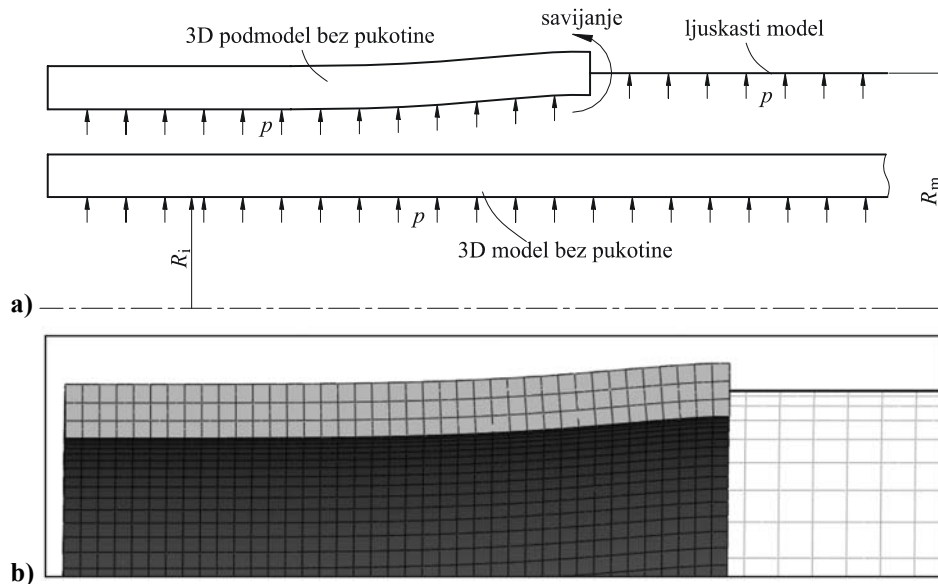 savijanje
3D podmodel bez pukotine
ljuskasti model
p
p
p
3D model bez pukotine
R_i
R_m
a)
b)